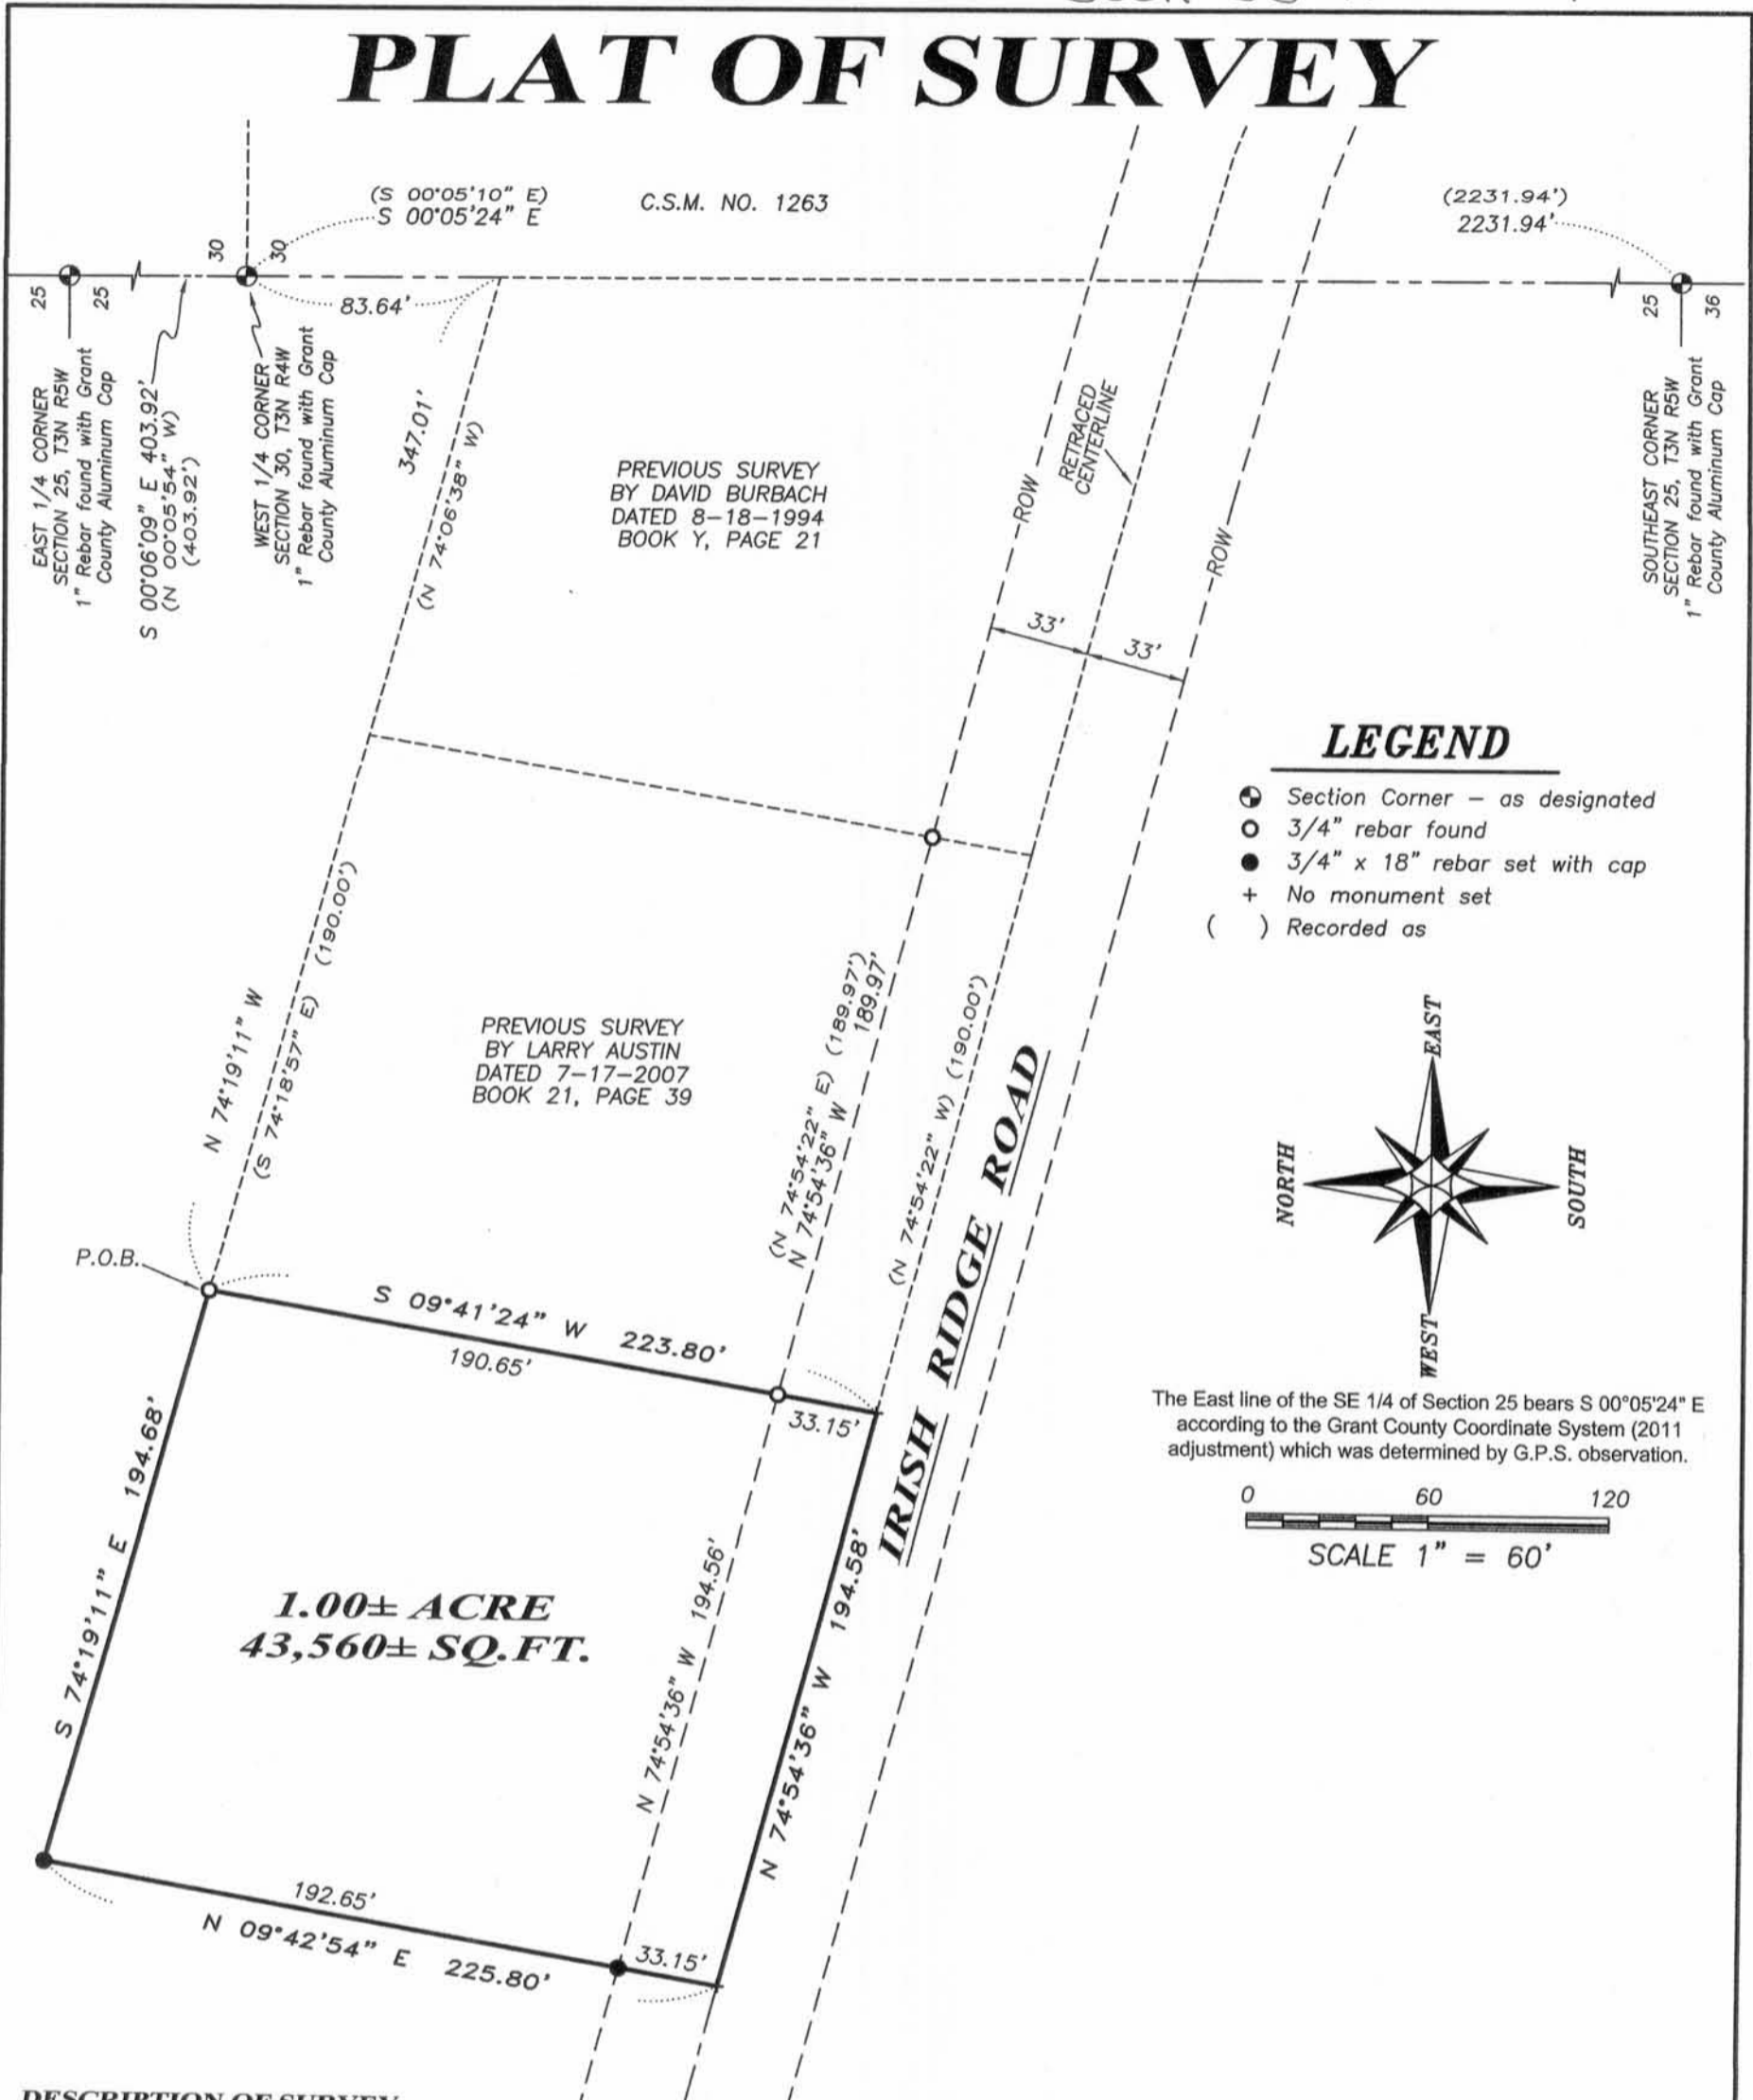 PLAT OF SURVEY
(S 00°05'10" E)
S 00°05'24" E
C.S.M. NO. 1263
(2231.94')
2231.94'
30
30
25
25
25
36
83.64'
EAST 1/4 CORNER
SECTION 25, T3N R5W
1" Rebar found with Grant
County Aluminum Cap
S 00°06'09" E 403.92'
(N 00°05'54" W)
(403.92')
WEST 1/4 CORNER
SECTION 30, T3N R4W
1" Rebar found with Grant
County Aluminum Cap
347.01'
(N 74°06'38" W)
PREVIOUS SURVEY
BY DAVID BURBACH
DATED 8-18-1994
BOOK Y, PAGE 21
ROW
RETRACED
CENTERLINE
ROW
SOUTHEAST CORNER
SECTION 25, T3N R5W
1" Rebar found with Grant
County Aluminum Cap
33'
33'
LEGEND
Section Corner – as designated
3/4" rebar found
3/4" x 18" rebar set with cap
+ No monument set
( ) Recorded as
N 74°19'11" W
(S 74°18'57" E) (190.00')
PREVIOUS SURVEY
BY LARRY AUSTIN
DATED 7-17-2007
BOOK 21, PAGE 39
(N 74°54'22" E) (189.97')
N 74°54'36" W 189.97'
(N 74°54'22" W) (190.00')
IRISH RIDGE ROAD
EAST
NORTH
SOUTH
WEST
P.O.B.
S 09°41'24" W 223.80'
190.65'
33.15'
The East line of the SE 1/4 of Section 25 bears S 00°05'24" E
according to the Grant County Coordinate System (2011
adjustment) which was determined by G.P.S. observation.
0 60 120
SCALE 1" = 60'
S 74°19'11" E 194.68'
1.00± ACRE
43,560± SQ.FT.
N 74°54'36" W 194.56'
N 74°54'36" W 194.58'
192.65'
N 09°42'54" E 225.80'
33.15'
DESCRIPTION OF SURVEY